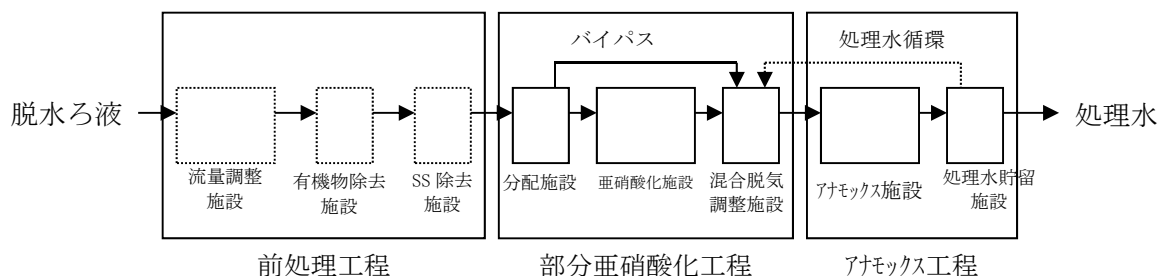 バイパス
処理水循環
脱水ろ液
処理水
流量調整
施設
有機物除去
施設
SS 除去
施設
分配施設
亜硝酸化施設
混合脱気
調整施設
アナモックス施設
処理水貯留
施設
前処理工程
部分亜硝酸化工程
アナモックス工程